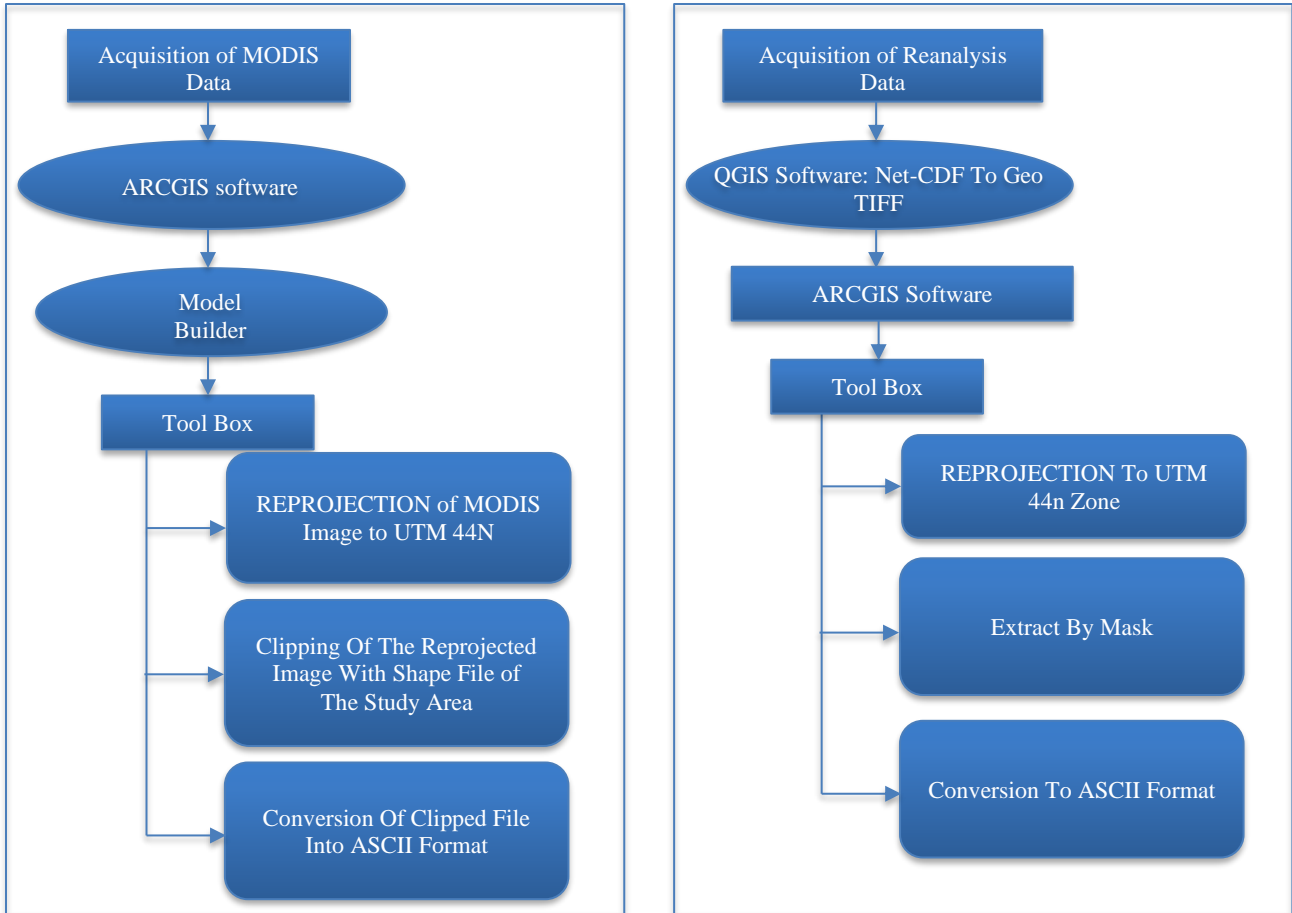 Acquisition of MODIS
Data
ARCGIS software
Model
Builder
Tool Box
REPROJECTION of MODIS
Image to UTM 44N
Clipping Of The Reprojected
Image With Shape File of
The Study Area
Conversion Of Clipped File
Into ASCII Format
Acquisition of Reanalysis
Data
QGIS Software: Net-CDF To Geo
TIFF
ARCGIS Software
Tool Box
REPROJECTION To UTM
44n Zone
Extract By Mask
Conversion To ASCII Format